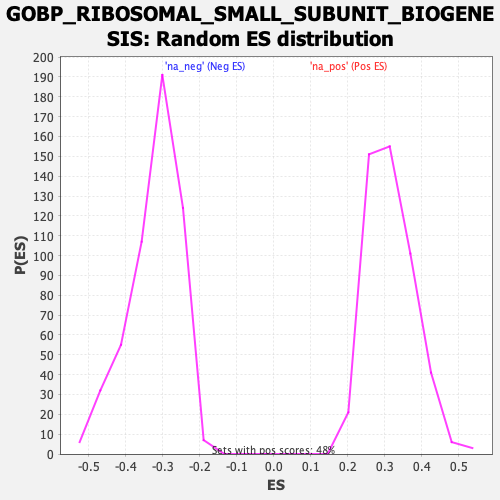 GOBP_RIBOSOMAL_SMALL_SUBUNIT_BIOGENE
SIS: Random ES distribution
'na_neg' (Neg ES)
'na_pos' (Pos ES)
200
190
180
170
160
150
140
130
120
110
100
90
80
70
60
50
40
30
20
10
0
P(ES)
Sets with pos scores: 48%
-0.5 -0.4 -0.3 -0.2 -0.1 0.0 0.1 0.2 0.3 0.4 0.5
ES